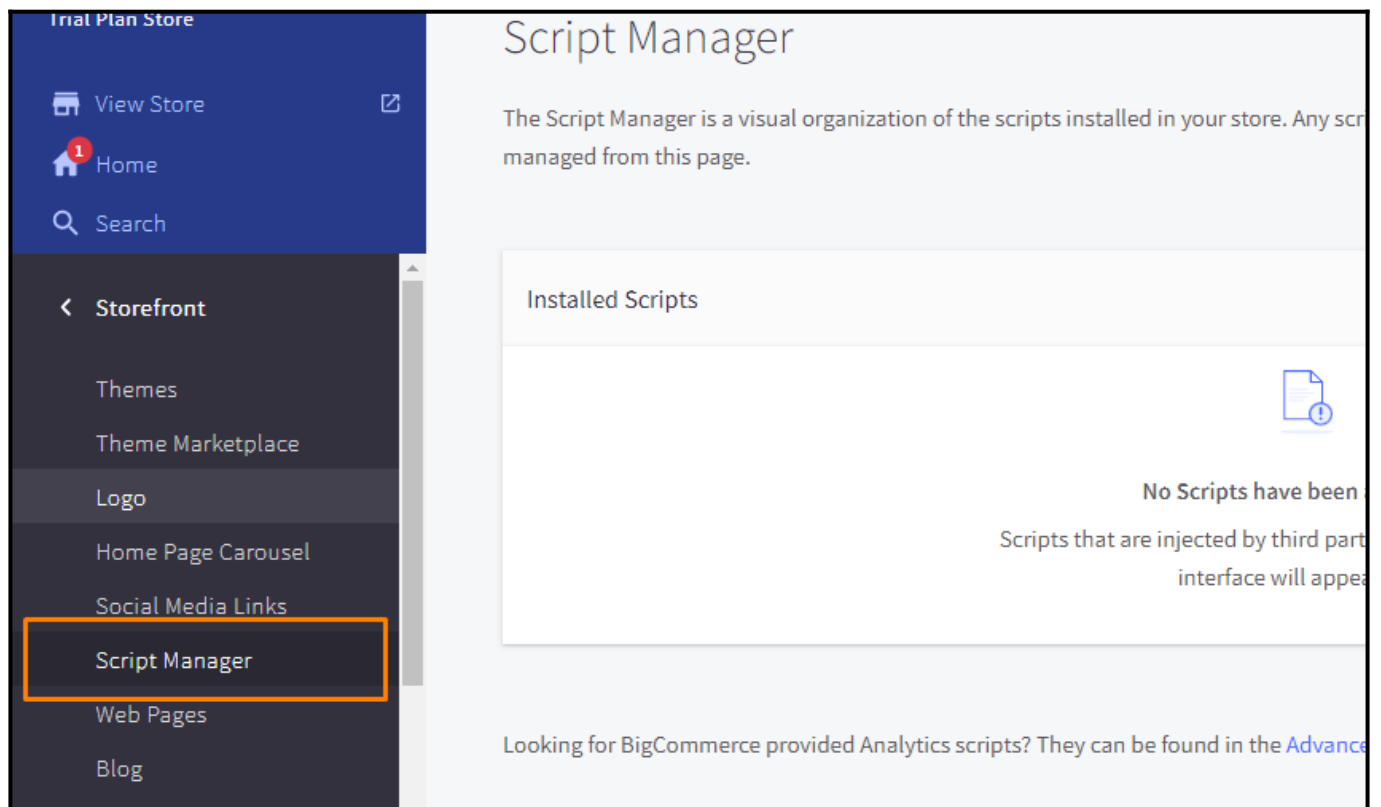 Trial Plan Store
View Store
1
Home
Search
Storefront
Themes
Theme Marketplace
Logo
Home Page Carousel
Social Media Links
Script Manager
Web Pages
Blog
Script Manager
The Script Manager is a visual organization of the scripts installed in your store. Any scr
managed from this page.
Installed Scripts
No Scripts have been
Scripts that are injected by third part
interface will appea
Looking for BigCommerce provided Analytics scripts? They can be found in the Advance